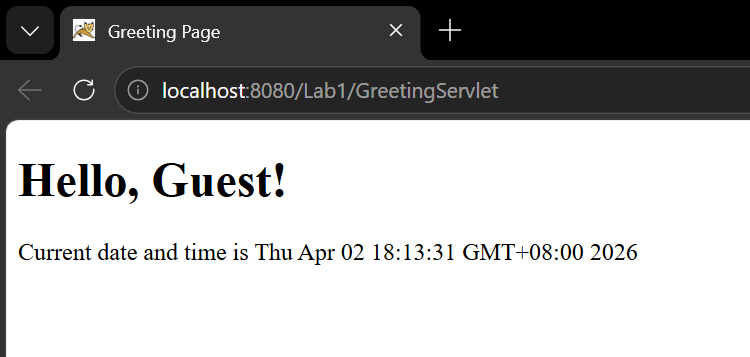 Greeting Page
localhost:8080/Lab1/GreetingServlet
Hello, Guest!
Current date and time is Thu Apr 02 18:13:31 GMT+08:00 2026